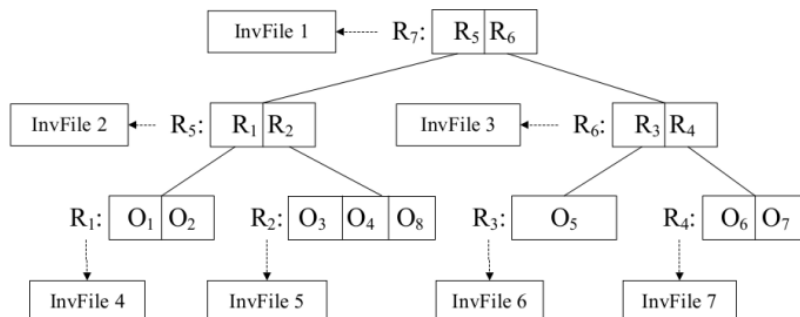 InvFile 1 R₇: R₅ R₆
InvFile 2 R₅: R₁ R₂ InvFile 3 R₆: R₃ R₄
R₁: O₁ O₂ R₂: O₃ O₄ O₈ R₃: O₅ R₄: O₆ O₇
InvFile 4 InvFile 5 InvFile 6 InvFile 7